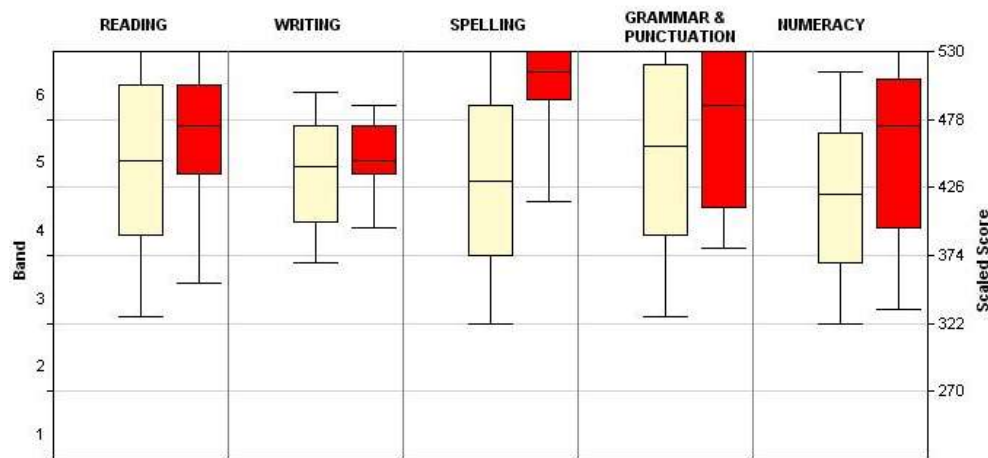 READING
WRITING
SPELLING
GRAMMAR &
PUNCTUATION
NUMERACY
6
5
4
3
2
1
Band
530
478
426
374
322
270
Scaled Score